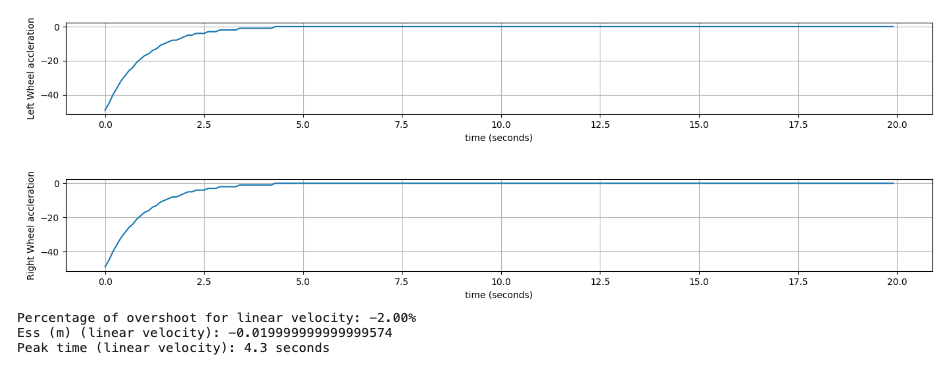 Left Wheel accleration
0
−20
−40
0.0 2.5 5.0 7.5 10.0 12.5 15.0 17.5 20.0
time (seconds)
Right Wheel accleration
0
−20
−40
0.0 2.5 5.0 7.5 10.0 12.5 15.0 17.5 20.0
time (seconds)
Percentage of overshoot for linear velocity: -2.00%
Ess (m) (linear velocity): -0.019999999999999574
Peak time (linear velocity): 4.3 seconds